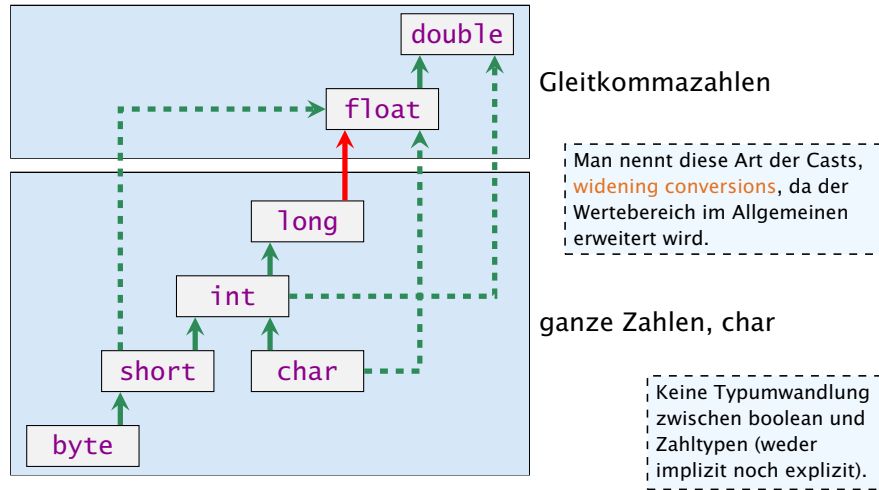 double
Gleitkommazahlen
float
Man nennt diese Art der Casts,
widening conversions, da der
Wertebereich im Allgemeinen
erweitert wird.
long
int
ganze Zahlen, char
short
char
Keine Typumwandlung
zwischen boolean und
Zahltypen (weder
implizit noch explizit).
byte